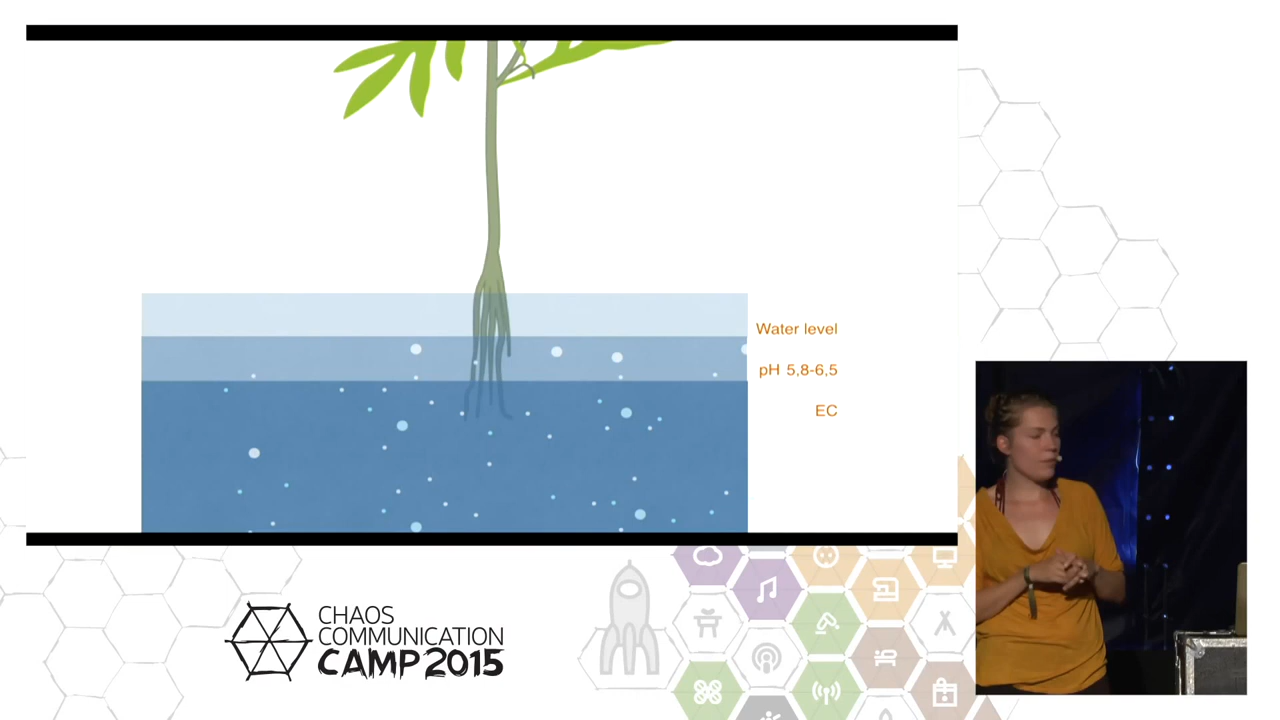 Water level
pH 5,8-6,5
EC
CHAOS
COMMUNICATION
CAMP 2015